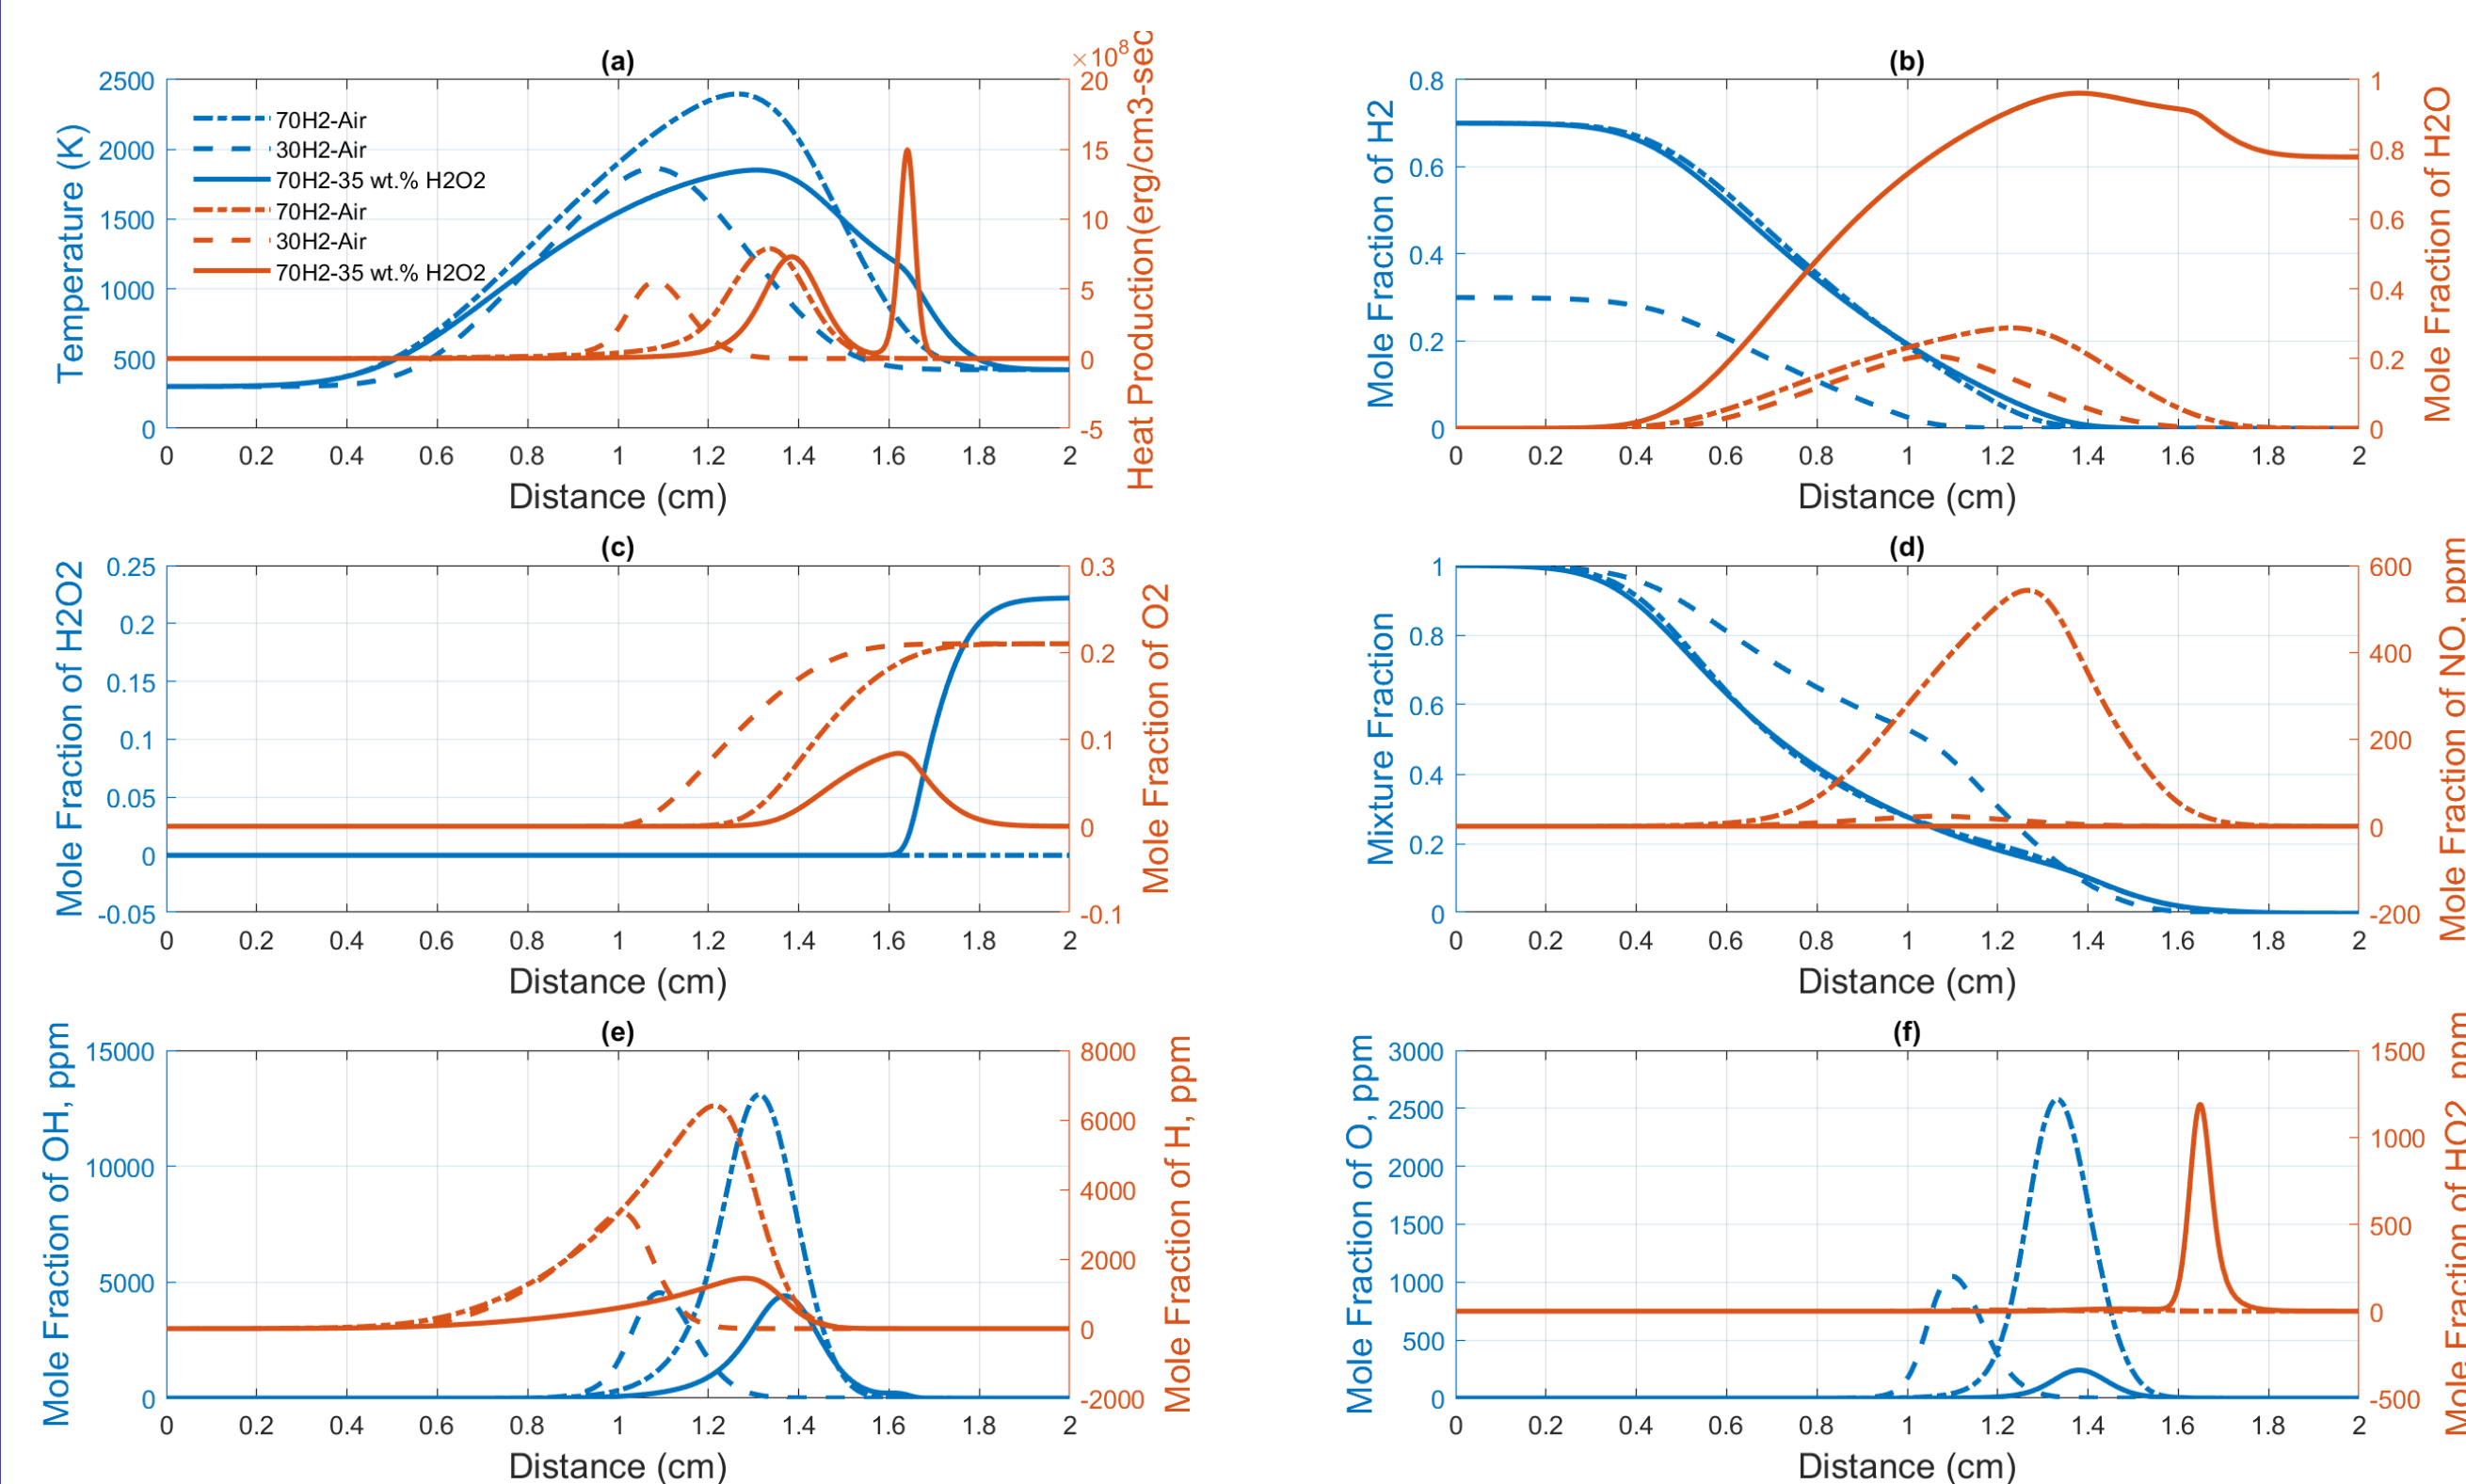 (a)
×10^8
Temperature (K)
2500
2000
1500
1000
500
0
70H2-Air
30H2-Air
70H2-35 wt.% H2O2
70H2-Air
30H2-Air
70H2-35 wt.% H2O2
20
15
10
5
0
-5
Heat Production(erg/cm3-sec
0 0.2 0.4 0.6 0.8 1 1.2 1.4 1.6 1.8 2
Distance (cm)
(b)
Mole Fraction of H2
0.8
0.6
0.4
0.2
0
1
0.8
0.6
0.4
0.2
0
Mole Fraction of H2O
0 0.2 0.4 0.6 0.8 1 1.2 1.4 1.6 1.8 2
Distance (cm)
(c)
Mole Fraction of H2O2
0.25
0.2
0.15
0.1
0.05
0
-0.05
0.3
0.2
0.1
0
-0.1
Mole Fraction of O2
0 0.2 0.4 0.6 0.8 1 1.2 1.4 1.6 1.8 2
Distance (cm)
(d)
Mixture Fraction
1
0.8
0.6
0.4
0.2
0
600
400
200
0
-200
Mole Fraction of NO, ppm
0 0.2 0.4 0.6 0.8 1 1.2 1.4 1.6 1.8 2
Distance (cm)
(e)
Mole Fraction of OH, ppm
15000
10000
5000
0
8000
6000
4000
2000
0
-2000
Mole Fraction of H, ppm
0 0.2 0.4 0.6 0.8 1 1.2 1.4 1.6 1.8 2
Distance (cm)
(f)
Mole Fraction of O, ppm
3000
2500
2000
1500
1000
500
0
1500
1000
500
0
-500
Mole Fraction of HO2, ppm
0 0.2 0.4 0.6 0.8 1 1.2 1.4 1.6 1.8 2
Distance (cm)